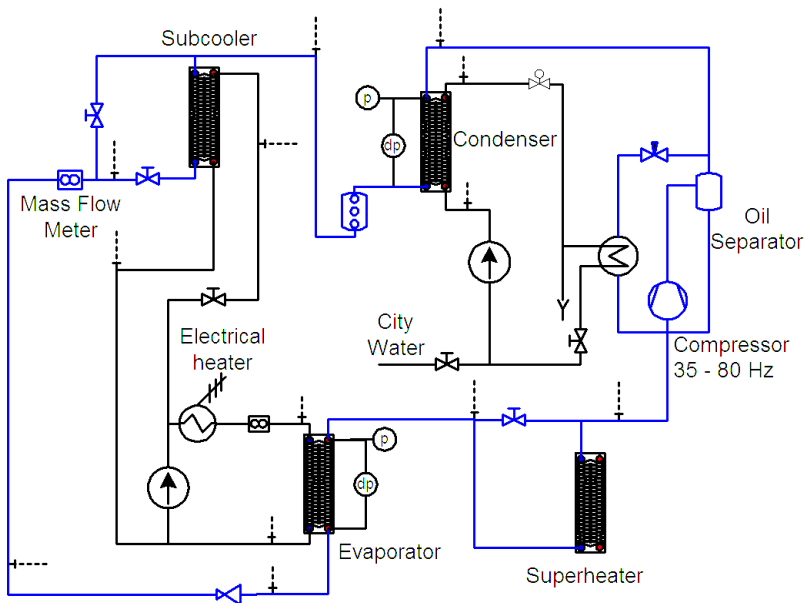 Subcooler
p
dp
Condenser
Mass Flow
Meter
Oil
Separator
City
Water
Electrical
heater
Compressor
35 - 80 Hz
p
dp
Evaporator
Superheater